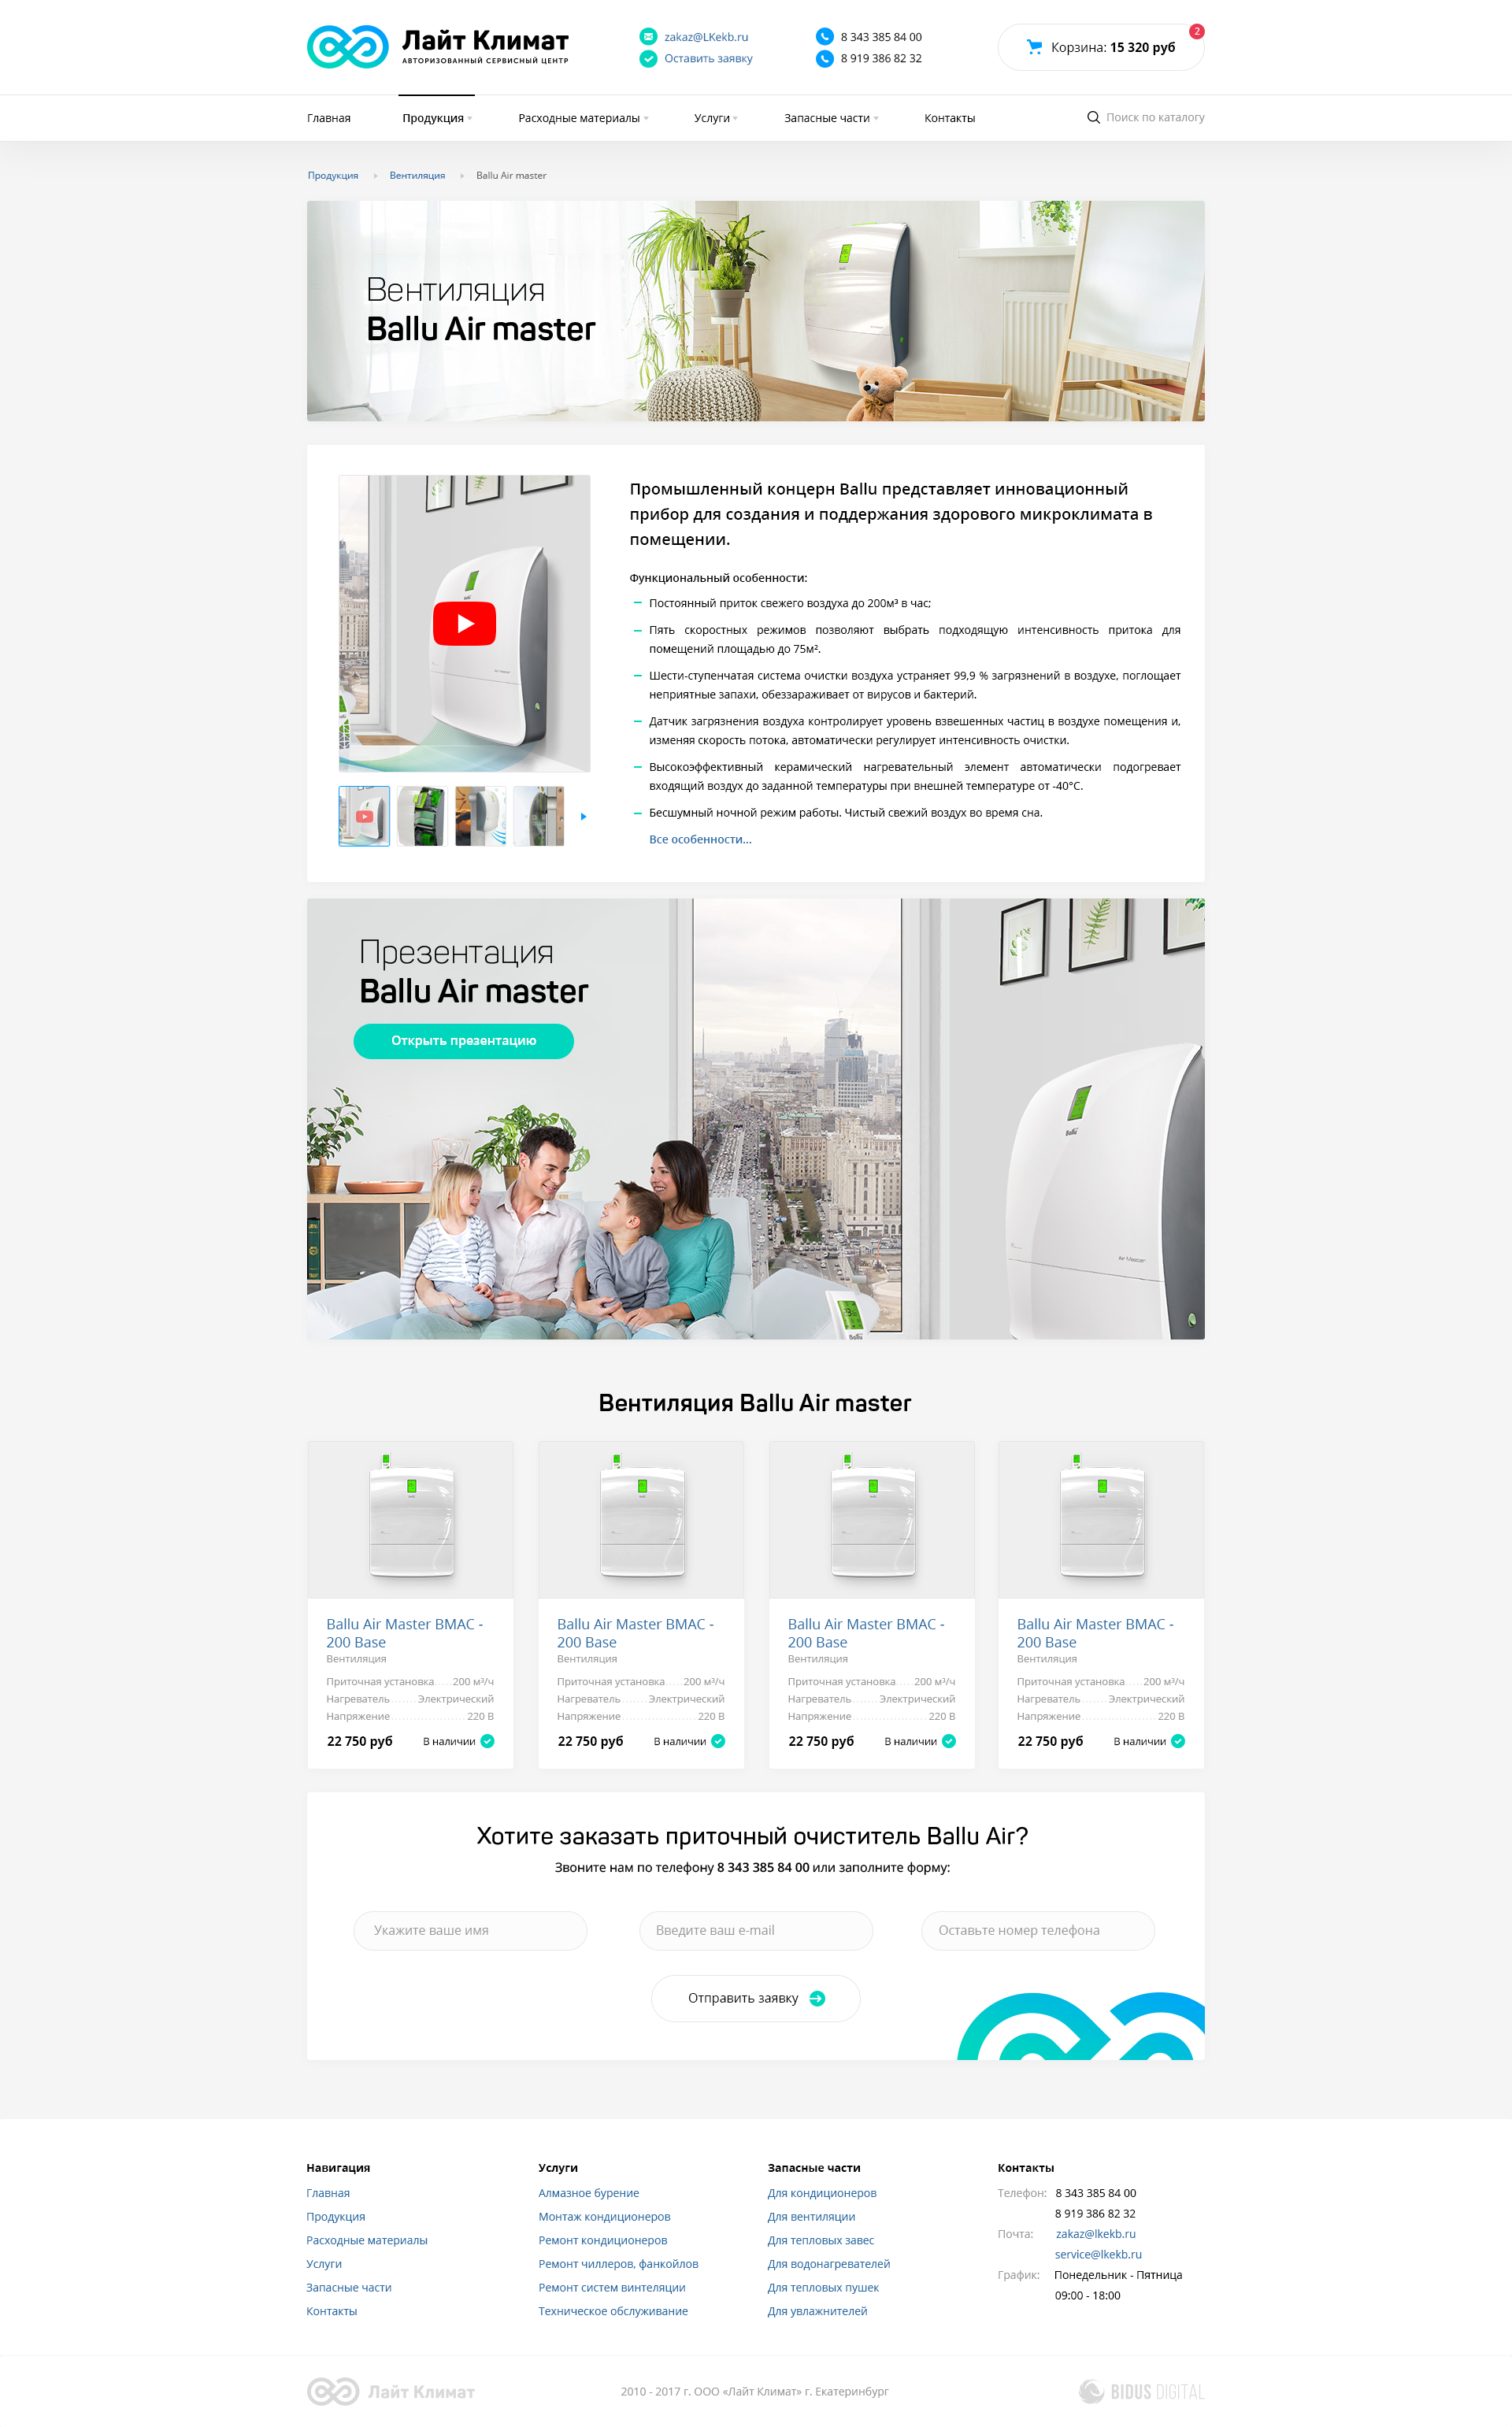 Лайт Климат
АВТОРИЗОВАННЫЙ СЕРВИСНЫЙ ЦЕНТР
zakaz@LKekb.ru
Оставить заявку
8 343 385 84 00
8 919 386 82 32
Корзина: 15 320 руб
2
Главная
Продукция
Расходные материалы
Услуги
Запасные части
Контакты
Поиск по каталогу
Продукция
Вентиляция
Ballu Air master
Вентиляция
Ballu Air master
Промышленный концерн Ballu представляет инновационный
прибор для создания и поддержания здорового микроклимата в
помещении.
Функциональный особенности:
Постоянный приток свежего воздуха до 200м³ в час;
Пять скоростных режимов позволяют выбрать подходящую интенсивность притока для
помещений площадью до 75м².
Шести-ступенчатая система очистки воздуха устраняет 99,9 % загрязнений в воздухе, поглощает
неприятные запахи, обеззараживает от вирусов и бактерий.
Датчик загрязнения воздуха контролирует уровень взвешенных частиц в воздухе помещения и,
изменяя скорость потока, автоматически регулирует интенсивность очистки.
Высокоэффективный керамический нагревательный элемент автоматически подогревает
входящий воздух до заданной температуры при внешней температуре от -40°С.
Бесшумный ночной режим работы. Чистый свежий воздух во время сна.
Все особенности...
Презентация
Ballu Air master
Открыть презентацию
Ballu
Air Master
Ballu
Вентиляция Ballu Air master
Ballu Air Master BMAC -
200 Base
Вентиляция
Приточная установка.....200 м³/ч
Нагреватель.......Электрический
Напряжение....................220 В
22 750 руб
В наличии
Ballu Air Master BMAC -
200 Base
Вентиляция
Приточная установка.....200 м³/ч
Нагреватель.......Электрический
Напряжение....................220 В
22 750 руб
В наличии
Ballu Air Master BMAC -
200 Base
Вентиляция
Приточная установка.....200 м³/ч
Нагреватель.......Электрический
Напряжение....................220 В
22 750 руб
В наличии
Ballu Air Master BMAC -
200 Base
Вентиляция
Приточная установка.....200 м³/ч
Нагреватель.......Электрический
Напряжение....................220 В
22 750 руб
В наличии
Хотите заказать приточный очиститель Ballu Air?
Звоните нам по телефону 8 343 385 84 00 или заполните форму:
Укажите ваше имя
Введите ваш e-mail
Оставьте номер телефона
Отправить заявку
Навигация
Главная
Продукция
Расходные материалы
Услуги
Запасные части
Контакты
Услуги
Алмазное бурение
Монтаж кондиционеров
Ремонт кондиционеров
Ремонт чиллеров, фанкойлов
Ремонт систем винтеляции
Техническое обслуживание
Запасные части
Для кондиционеров
Для вентиляции
Для тепловых завес
Для водонагревателей
Для тепловых пушек
Для увлажнителей
Контакты
Телефон: 8 343 385 84 00
8 919 386 82 32
Почта: zakaz@lkekb.ru
service@lkekb.ru
График: Понедельник - Пятница
09:00 - 18:00
Лайт Климат
2010 - 2017 г. ООО «Лайт Климат» г. Екатеринбург
BIDUS DIGITAL